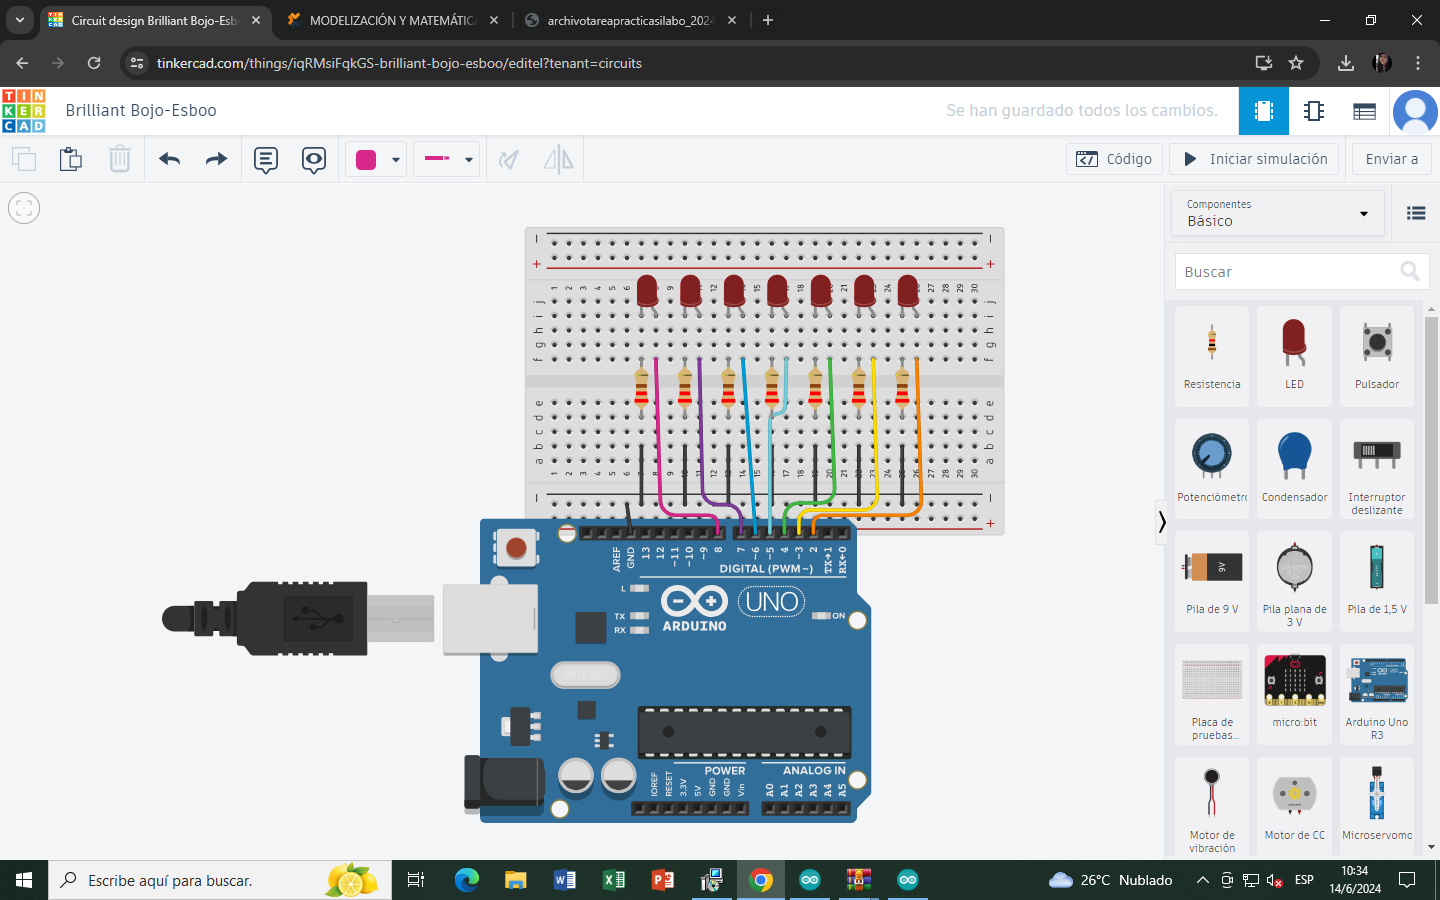 Circuit design Brilliant Bojo-Esb
MODELIZACIÓN Y MATEMÁTICA
archivotareapracticasilabo_2024
tinkercad.com/things/iqRMsiFqkGS-brilliant-bojo-esboo/editel?tenant=circuits
TIN
KER
CAD
Brilliant Bojo-Esboo
Se han guardado todos los cambios.
Código
Iniciar simulación
Enviar a
Componentes
Básico
Buscar
Resistencia
LED
Pulsador
Potenciómetro
Condensador
Interruptor deslizante
9V
Pila de 9 V
Pila plana de 3 V
Pila de 1,5 V
Placa de pruebas...
micro:bit
Arduino Uno R3
Motor de vibración
Motor de CC
Microservomo
j
i
h
g
f
e
d
c
b
a
AREF
GND
13
12
~11
~10
~9
8
7
~6
~5
4
~3
2
TX→1
RX←0
DIGITAL (PWM~)
L
TX
RX
ARDUINO
UNO
ON
POWER
ANALOG IN
IOREF
RESET
3.3V
5V
GND
GND
Vin
A0
A1
A2
A3
A4
A5
Escribe aquí para buscar.
26°C Nublado
ESP
10:34
14/6/2024